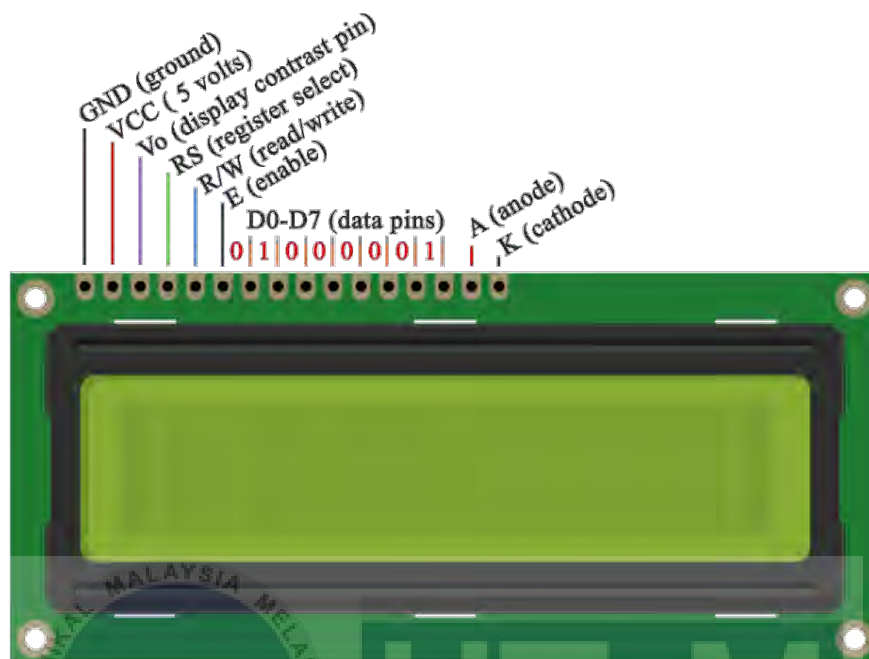 GND (ground)
VCC ( 5 volts)
Vo (display contrast pin)
RS (register select)
R/W (read/write)
E (enable)
D0-D7 (data pins)
0 1 0 0 0 0 0 1
A (anode)
K (cathode)
MALAYSIA